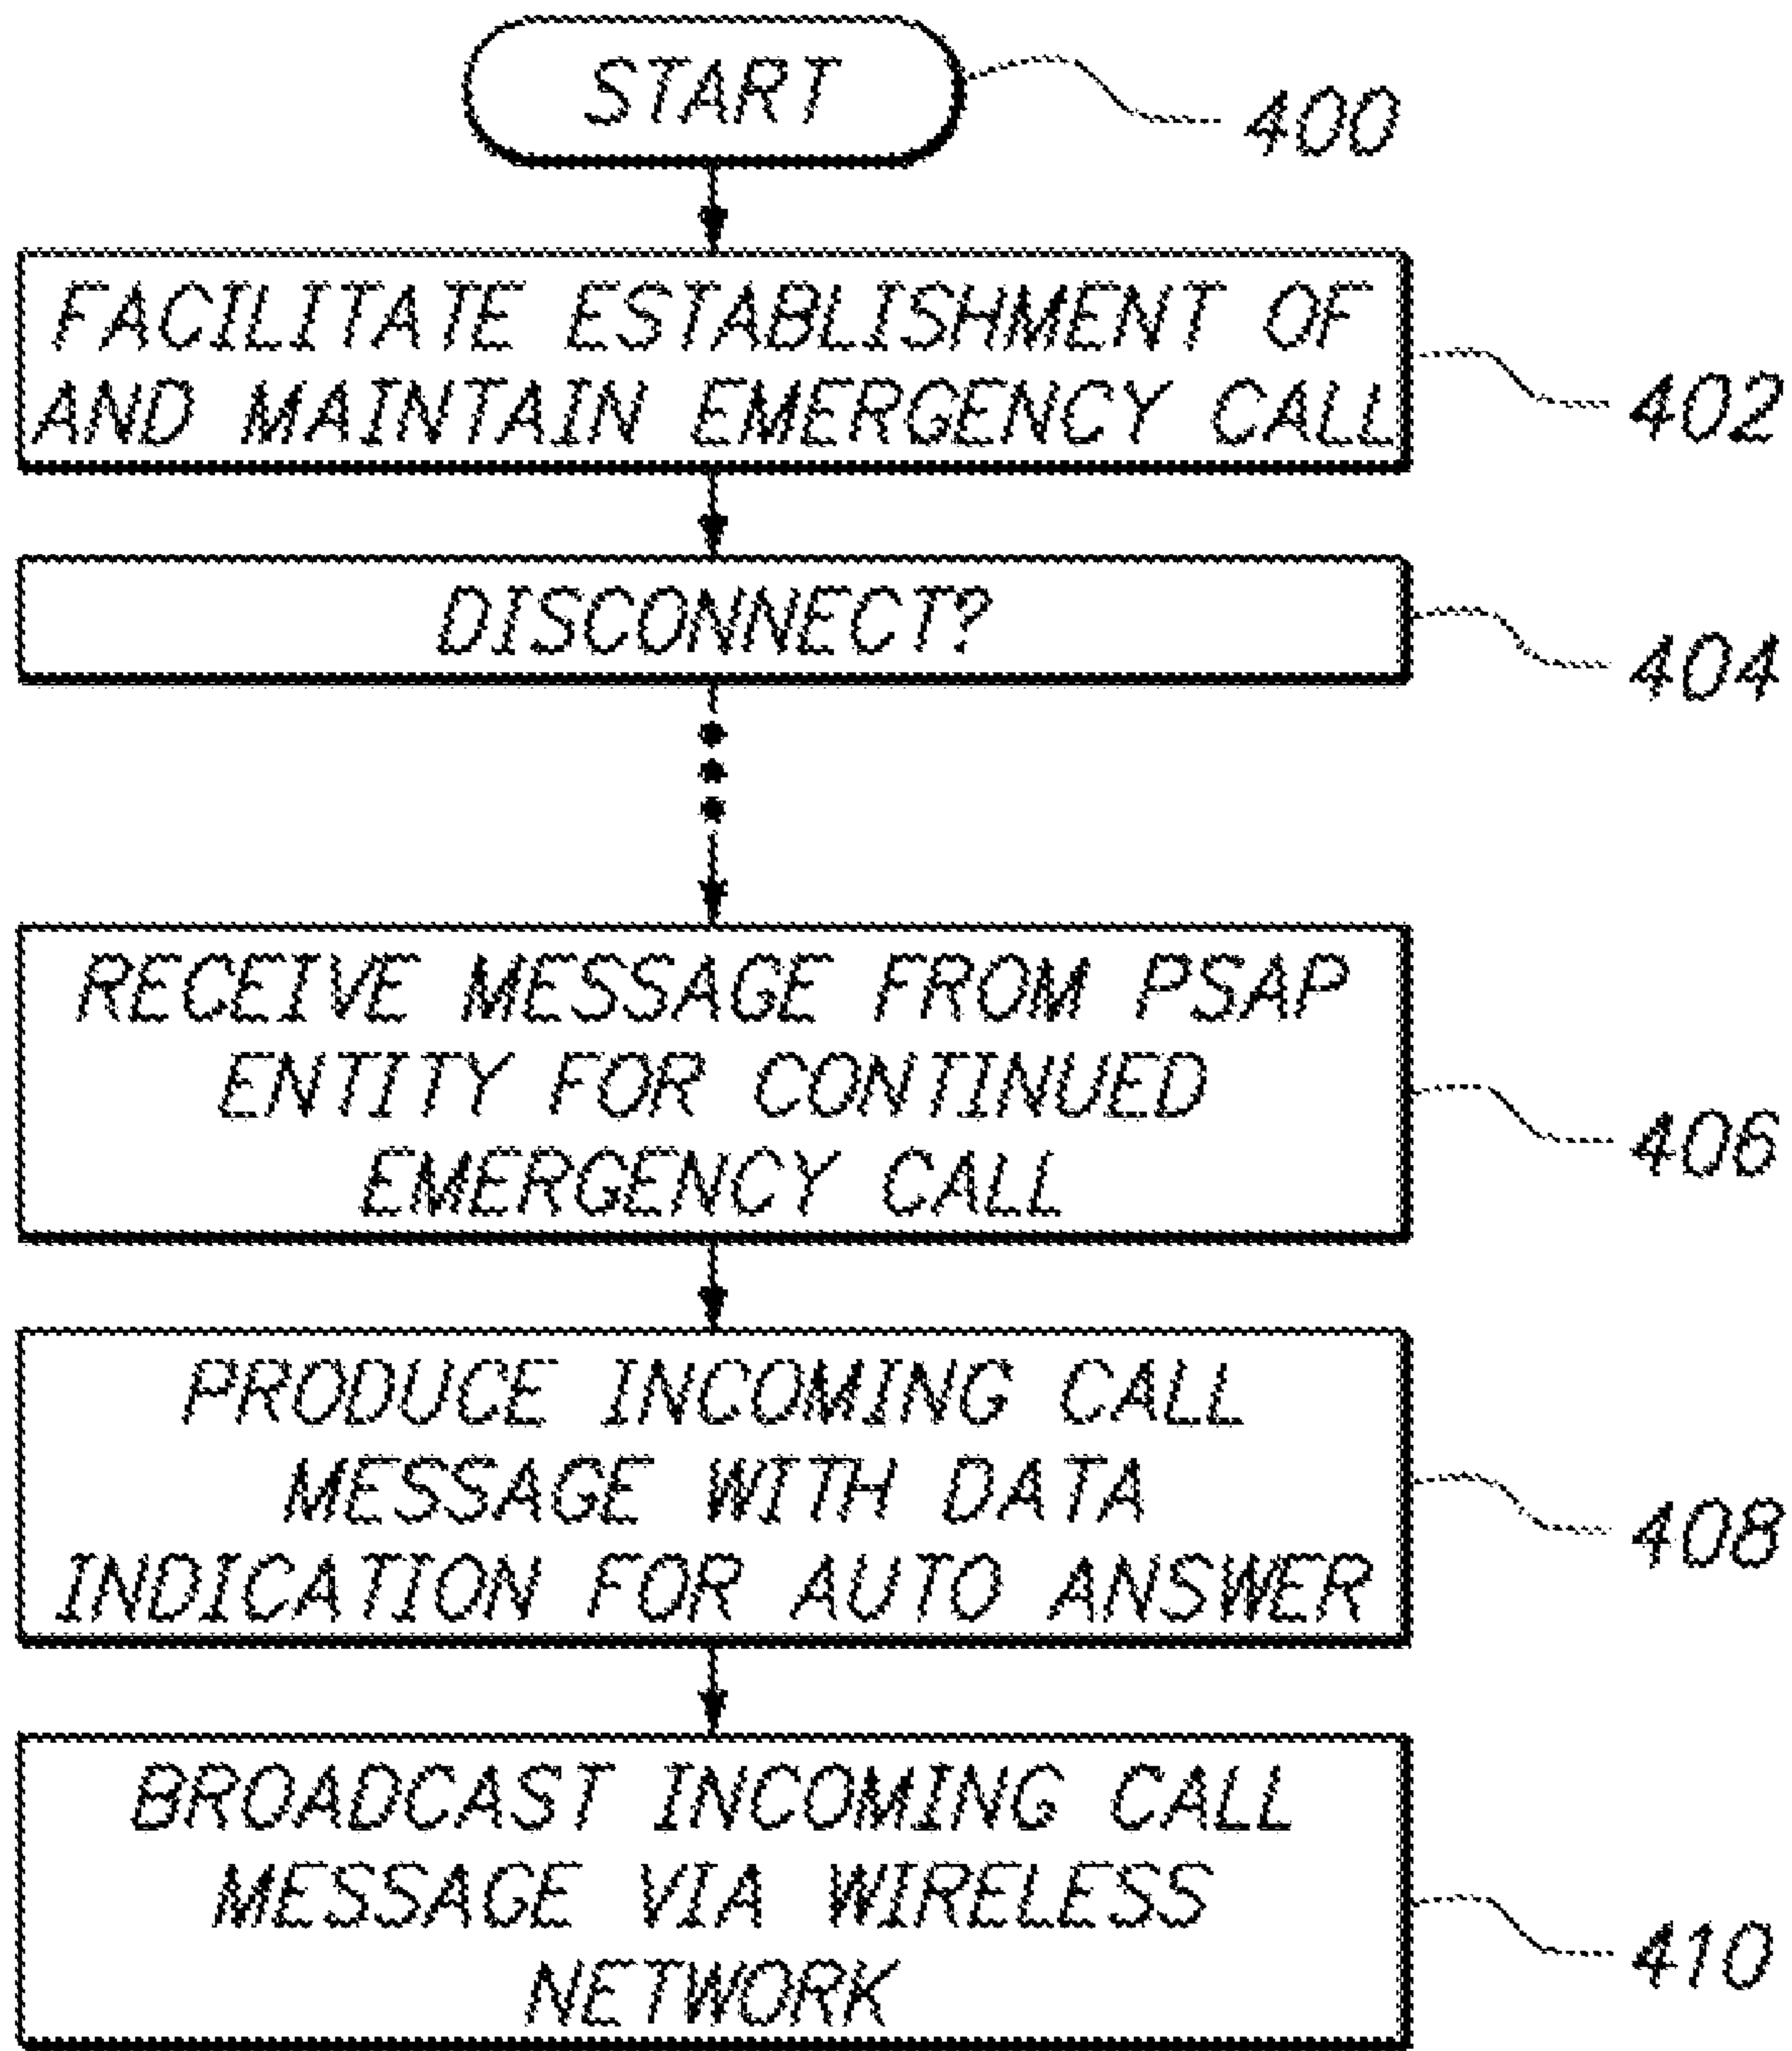 START
400
FACILITATE ESTABLISHMENT OF
AND MAINTAIN EMERGENCY CALL
402
DISCONNECT?
404
RECEIVE MESSAGE FROM PSAP
ENTITY FOR CONTINUED
EMERGENCY CALL
406
PRODUCE INCOMING CALL
MESSAGE WITH DATA
INDICATION FOR AUTO ANSWER
408
BROADCAST INCOMING CALL
MESSAGE VIA WIRELESS
NETWORK
410